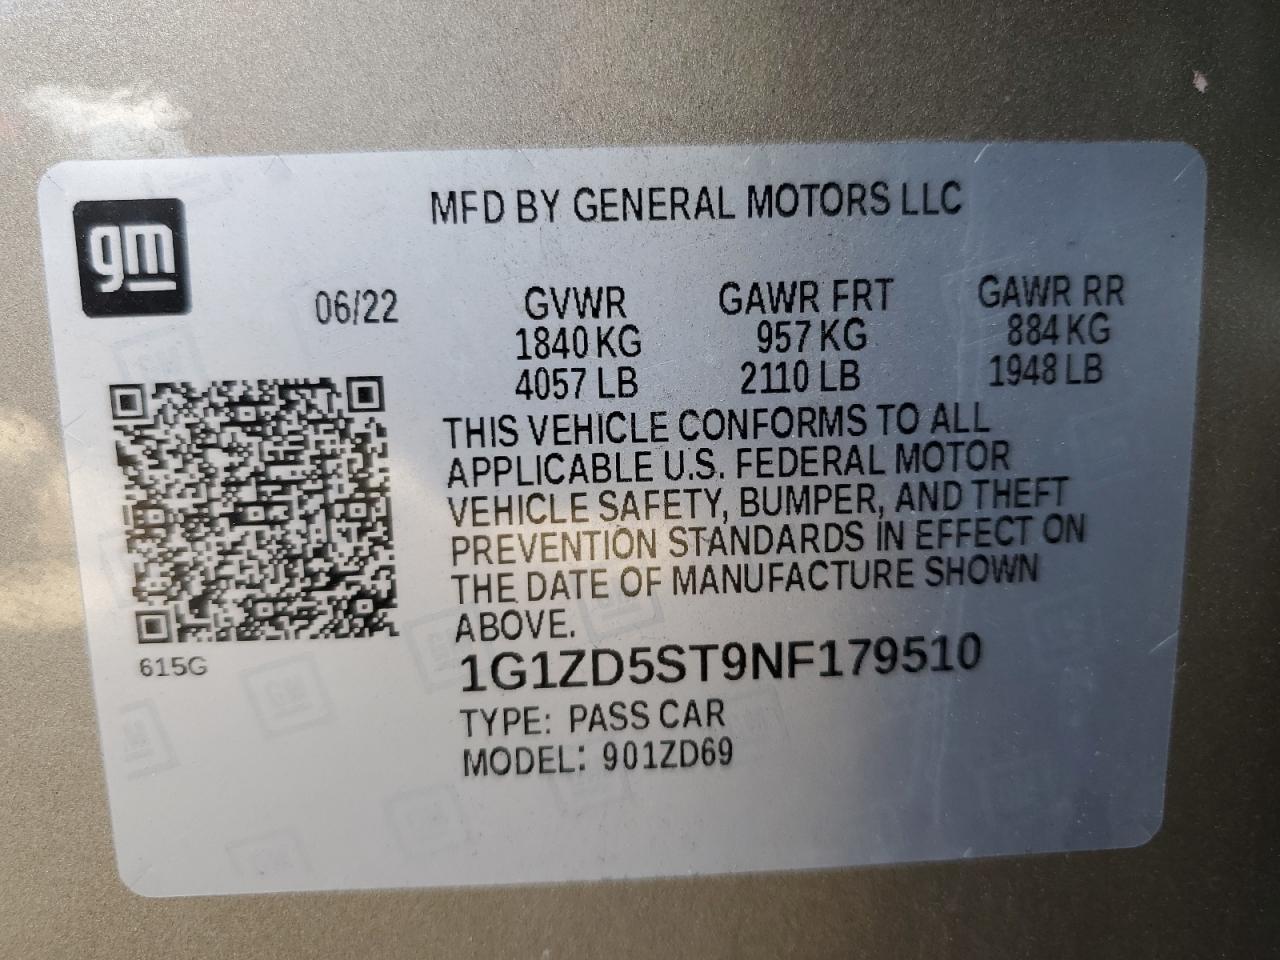 gm
MFD BY GENERAL MOTORS LLC
06/22 GVWR GAWR FRT GAWR RR
1840 KG 957 KG 884 KG
4057 LB 2110 LB 1948 LB
THIS VEHICLE CONFORMS TO ALL
APPLICABLE U.S. FEDERAL MOTOR
VEHICLE SAFETY, BUMPER, AND THEFT
PREVENTION STANDARDS IN EFFECT ON
THE DATE OF MANUFACTURE SHOWN
ABOVE.
615G
1G1ZD5ST9NF179510
TYPE: PASS CAR
MODEL: 901ZD69